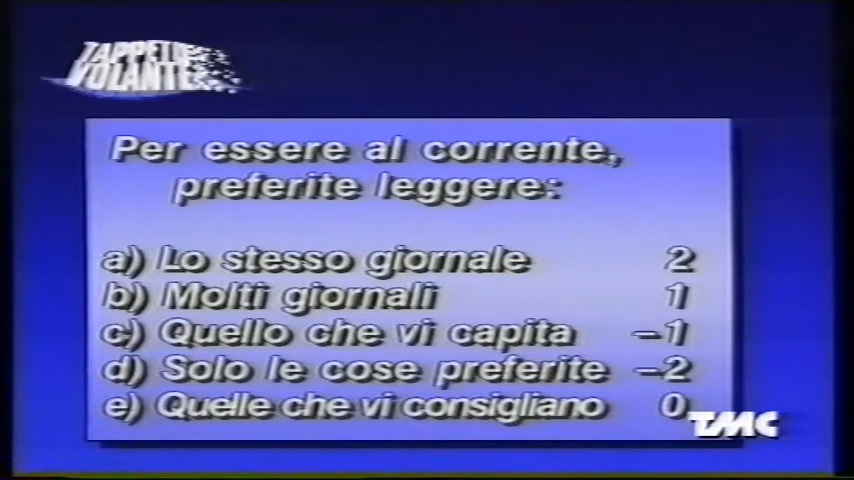 TAPPETO
VOLANTE
Per essere al corrente,
preferite leggere:
a) Lo stesso giornale 2
b) Molti giornali 1
c) Quello che vi capita -1
d) Solo le cose preferite -2
e) Quelle che vi consigliano 0
TMC